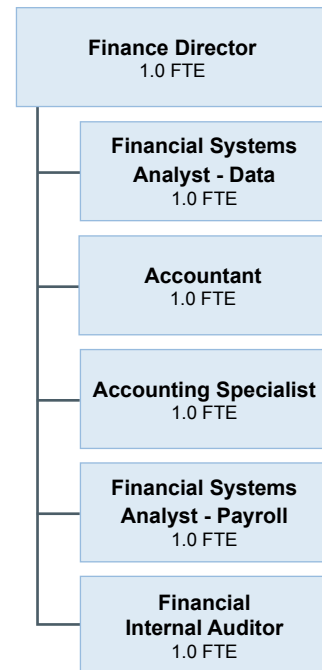 Finance Director
1.0 FTE
Financial Systems
Analyst - Data
1.0 FTE
Accountant
1.0 FTE
Accounting Specialist
1.0 FTE
Financial Systems
Analyst - Payroll
1.0 FTE
Financial
Internal Auditor
1.0 FTE